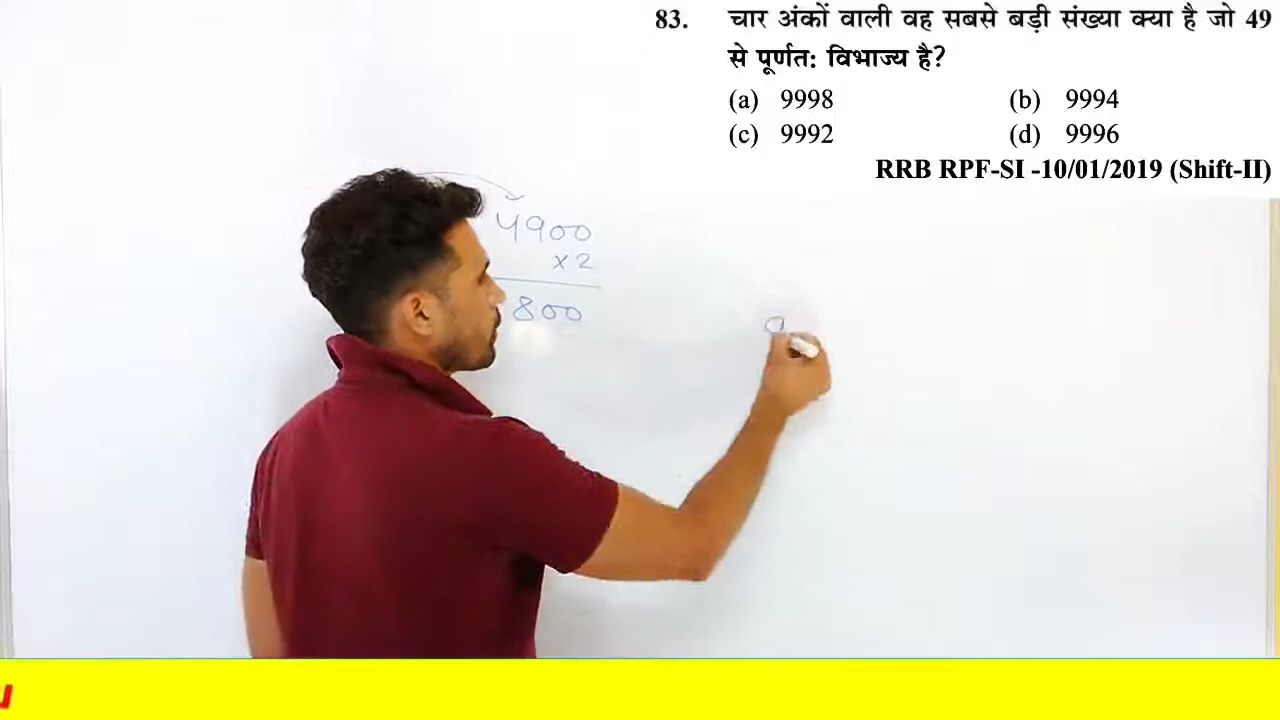 83. चार अंकों वाली वह सबसे बड़ी संख्या क्या है जो 49
से पूर्णत: विभाज्य है?
(a) 9998 (b) 9994
(c) 9992 (d) 9996
RRB RPF-SI -10/01/2019 (Shift-II)
4900
×2
800
9